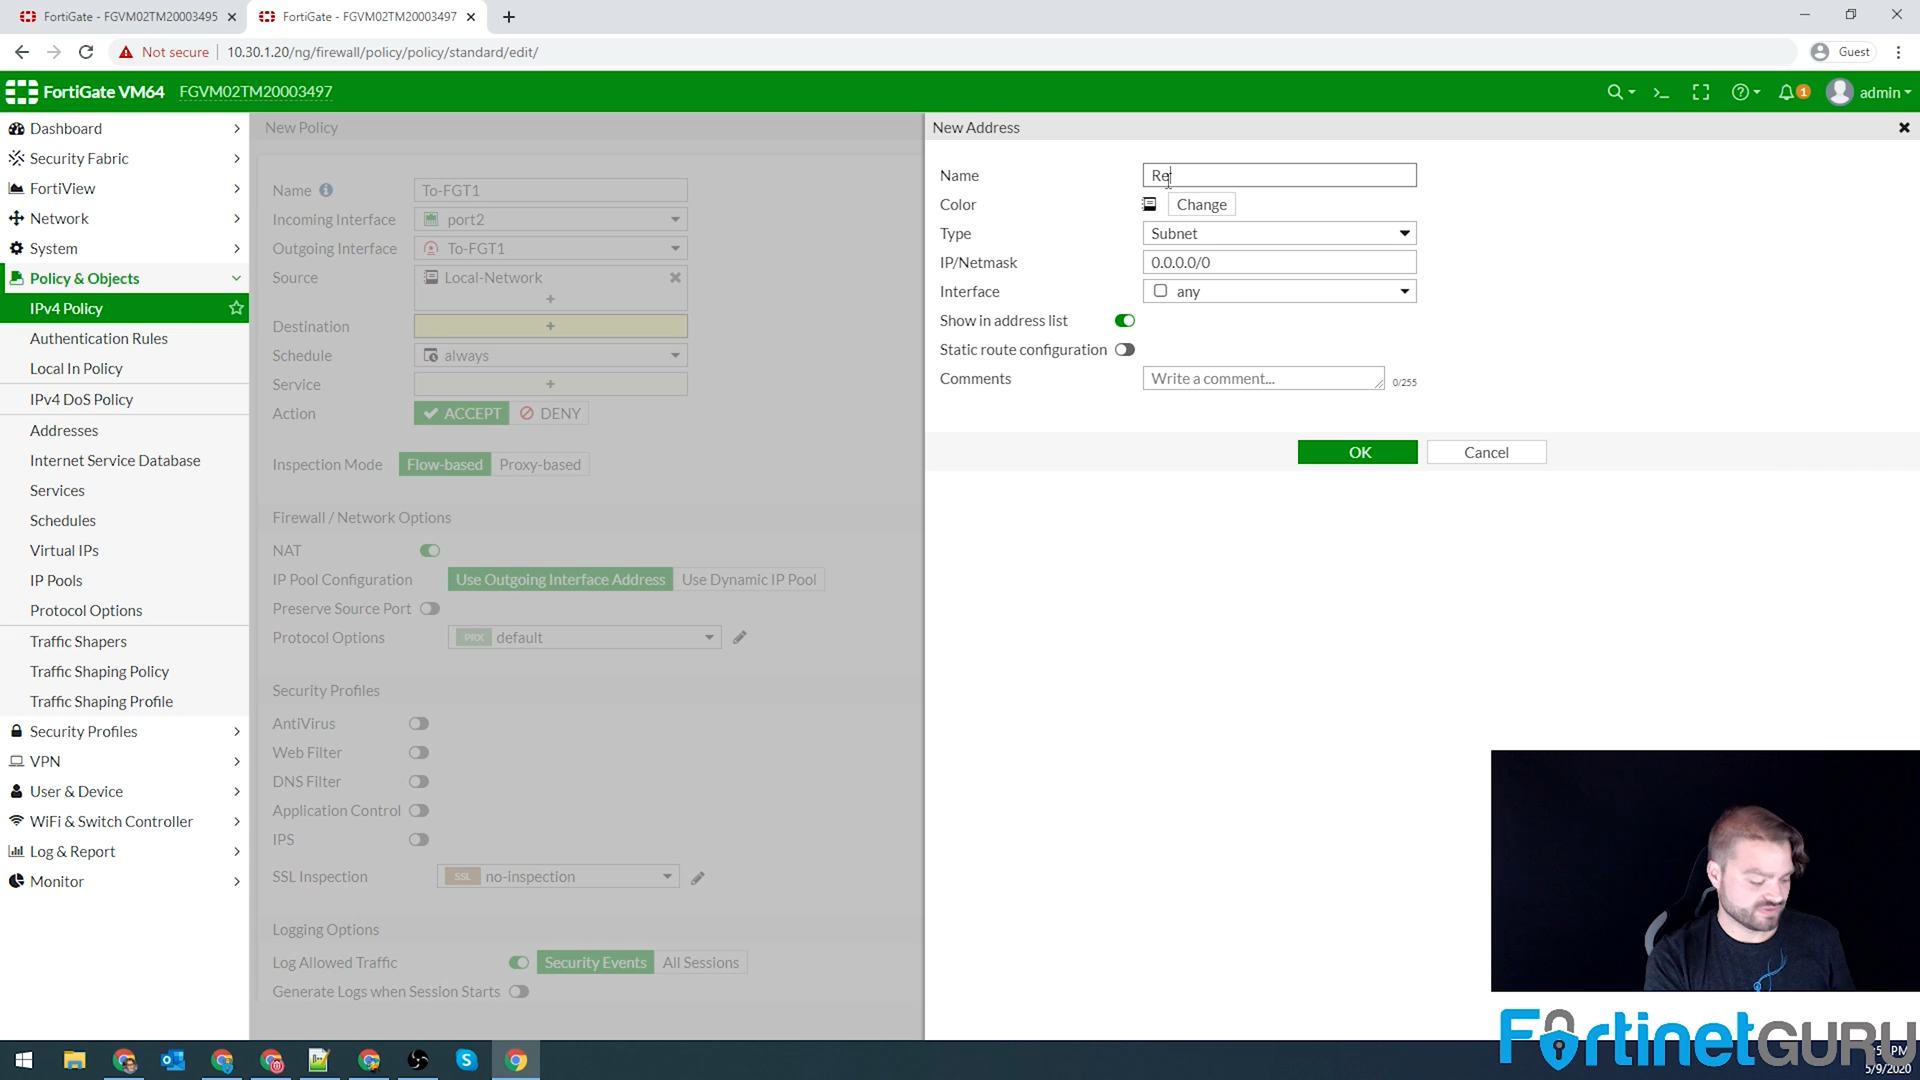 FortiGate - FGVM02TM20003495
FortiGate - FGVM02TM20003497
Not secure
10.30.1.20/ng/firewall/policy/policy/standard/edit/
Guest
FortiGate VM64
FGVM02TM20003497
1
admin
Dashboard
Security Fabric
FortiView
Network
System
Policy & Objects
IPv4 Policy
Authentication Rules
Local In Policy
IPv4 DoS Policy
Addresses
Internet Service Database
Services
Schedules
Virtual IPs
IP Pools
Protocol Options
Traffic Shapers
Traffic Shaping Policy
Traffic Shaping Profile
Security Profiles
VPN
User & Device
WiFi & Switch Controller
Log & Report
Monitor
New Policy
Name To-FGT1
Incoming Interface port2
Outgoing Interface To-FGT1
Source Local-Network
+
Destination +
Schedule always
Service +
Action ACCEPT DENY
Inspection Mode Flow-based Proxy-based
Firewall / Network Options
NAT
IP Pool Configuration Use Outgoing Interface Address Use Dynamic IP Pool
Preserve Source Port
Protocol Options PRX default
Security Profiles
AntiVirus
Web Filter
DNS Filter
Application Control
IPS
SSL Inspection SSL no-inspection
Logging Options
Log Allowed Traffic Security Events All Sessions
Generate Logs when Session Starts
New Address
Name Re
Color Change
Type Subnet
IP/Netmask 0.0.0.0/0
Interface any
Show in address list
Static route configuration
Comments Write a comment... 0/255
OK Cancel
FortinetGURU
PM
5/9/2020